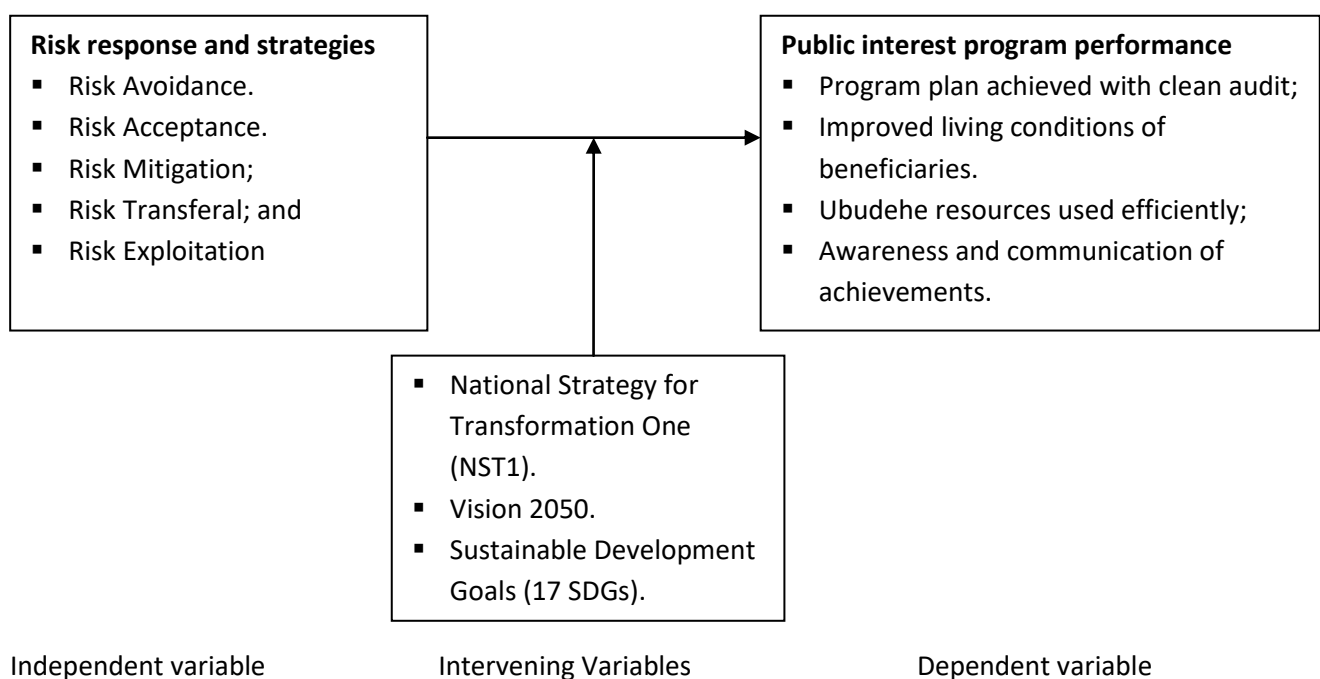 Risk response and strategies
▪ Risk Avoidance.
▪ Risk Acceptance.
▪ Risk Mitigation;
▪ Risk Transferal; and
▪ Risk Exploitation
Public interest program performance
▪ Program plan achieved with clean audit;
▪ Improved living conditions of
beneficiaries.
▪ Ubudehe resources used efficiently;
▪ Awareness and communication of
achievements.
▪ National Strategy for
Transformation One
(NST1).
▪ Vision 2050.
▪ Sustainable Development
Goals (17 SDGs).
Independent variable
Intervening Variables
Dependent variable